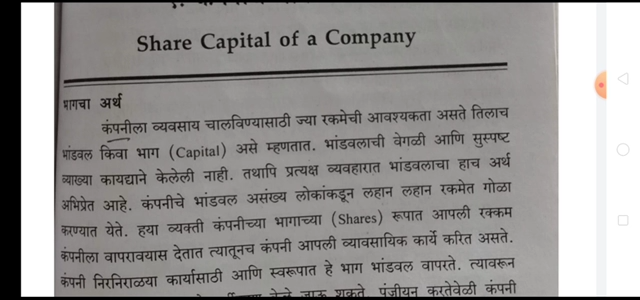 Share Capital of a Company
भागचा अर्थ
कंपनीला व्यवसाय चालविण्यासाठी ज्या रकमेची आवश्यकता असते तिलाच
भांडवल किंवा भाग (Capital) असे म्हणतात. भांडवलाची वेगळी आणि सुस्पष्ट
व्याख्या कायद्याने केलेली नाही. तथापि प्रत्यक्ष व्यवहारात भांडवलाचा हाच अर्थ
अभिप्रेत आहे. कंपनीचे भांडवल असंख्य लोकांकडून लहान लहान रकमेत गोळा
करण्यात येते. हया व्यक्ती कंपनीच्या भागाच्या (Shares) रूपात आपली रक्कम
कंपनीला वापरावयास देतात त्यातूनच कंपनी आपली व्यावसायिक कार्ये करित असते.
कंपनी निरनिराळया कार्यासाठी आणि स्वरूपात हे भाग भांडवल वापरते. त्यावरून
केले जाऊ शकते. पंजीयन करतेवेळी कंपनी